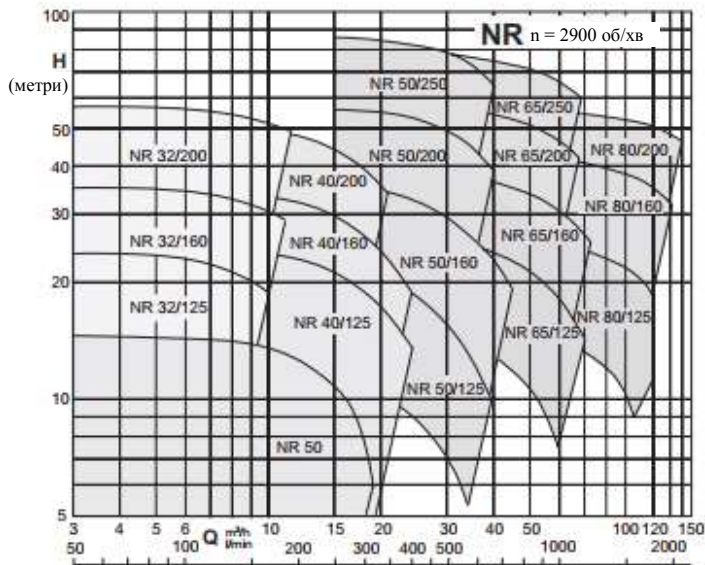 100
NR n = 2900 об/хв
H
(метри)
NR 50/250
NR 65/250
50
NR 32/200
NR 50/200
NR 65/200
NR 80/200
40
NR 40/200
NR 80/160
30
NR 32/160
NR 40/160
NR 50/160
NR 65/160
20
NR 32/125
NR 40/125
NR 65/125
NR 80/125
10
NR 50/125
NR 50
5
3 4 5 6 Q m³/h 10 15 20 30 40 50 100 120 150
l/min
50 100 200 300 400 500 1000 2000